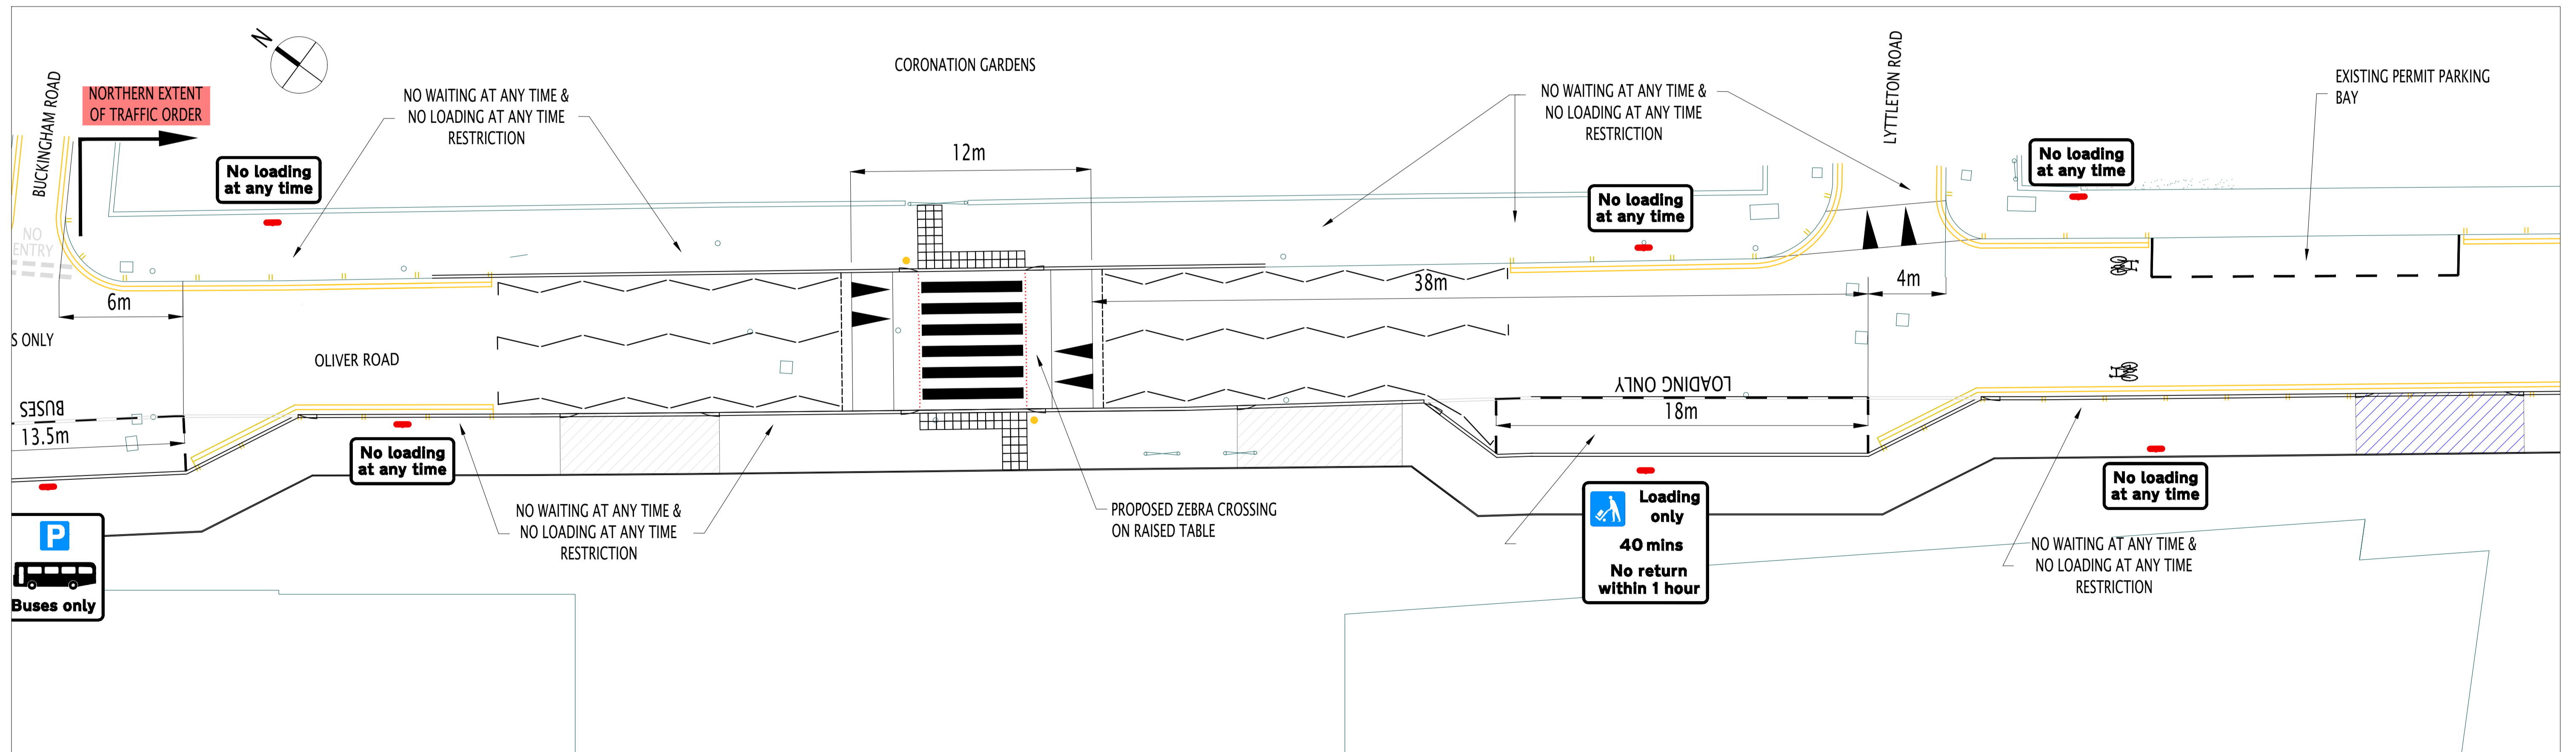 N
CORONATION GARDENS
BUCKINGHAM ROAD
NORTHERN EXTENT
OF TRAFFIC ORDER
NO WAITING AT ANY TIME &
NO LOADING AT ANY TIME
RESTRICTION
No loading
at any time
12m
NO WAITING AT ANY TIME &
NO LOADING AT ANY TIME
RESTRICTION
LYTTLETON ROAD
No loading
at any time
No loading
at any time
EXISTING PERMIT PARKING
BAY
NO
ENTRY
6m
38m
4m
S ONLY
OLIVER ROAD
BUSES
13.5m
LOADING ONLY
18m
No loading
at any time
NO WAITING AT ANY TIME &
NO LOADING AT ANY TIME
RESTRICTION
PROPOSED ZEBRA CROSSING
ON RAISED TABLE
Loading
only
40 mins
No return
within 1 hour
No loading
at any time
NO WAITING AT ANY TIME &
NO LOADING AT ANY TIME
RESTRICTION
P
Buses only